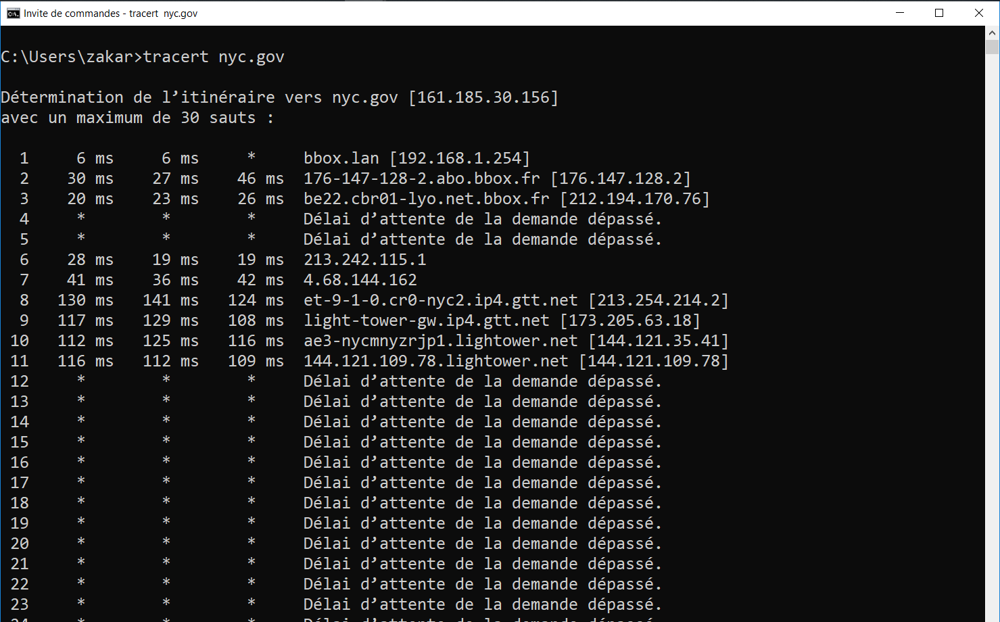 Invite de commandes - tracert  nyc.gov
C:\Users\zakar>tracert nyc.gov
Détermination de l’itinéraire vers nyc.gov [161.185.30.156]
avec un maximum de 30 sauts :
1 6 ms 6 ms * bbox.lan [192.168.1.254]
2 30 ms 27 ms 46 ms 176-147-128-2.abo.bbox.fr [176.147.128.2]
3 20 ms 23 ms 26 ms be22.cbr01-lyo.net.bbox.fr [212.194.170.76]
4 * * * Délai d’attente de la demande dépassé.
5 * * * Délai d’attente de la demande dépassé.
6 28 ms 19 ms 19 ms 213.242.115.1
7 41 ms 36 ms 42 ms 4.68.144.162
8 130 ms 141 ms 124 ms et-9-1-0.cr0-nyc2.ip4.gtt.net [213.254.214.2]
9 117 ms 129 ms 108 ms light-tower-gw.ip4.gtt.net [173.205.63.18]
10 112 ms 125 ms 116 ms ae3-nycmnyzrjp1.lightower.net [144.121.35.41]
11 116 ms 112 ms 109 ms 144.121.109.78.lightower.net [144.121.109.78]
12 * * * Délai d’attente de la demande dépassé.
13 * * * Délai d’attente de la demande dépassé.
14 * * * Délai d’attente de la demande dépassé.
15 * * * Délai d’attente de la demande dépassé.
16 * * * Délai d’attente de la demande dépassé.
17 * * * Délai d’attente de la demande dépassé.
18 * * * Délai d’attente de la demande dépassé.
19 * * * Délai d’attente de la demande dépassé.
20 * * * Délai d’attente de la demande dépassé.
21 * * * Délai d’attente de la demande dépassé.
22 * * * Délai d’attente de la demande dépassé.
23 * * * Délai d’attente de la demande dépassé.
24 * * * Délai d’attente de la demande dépassé.